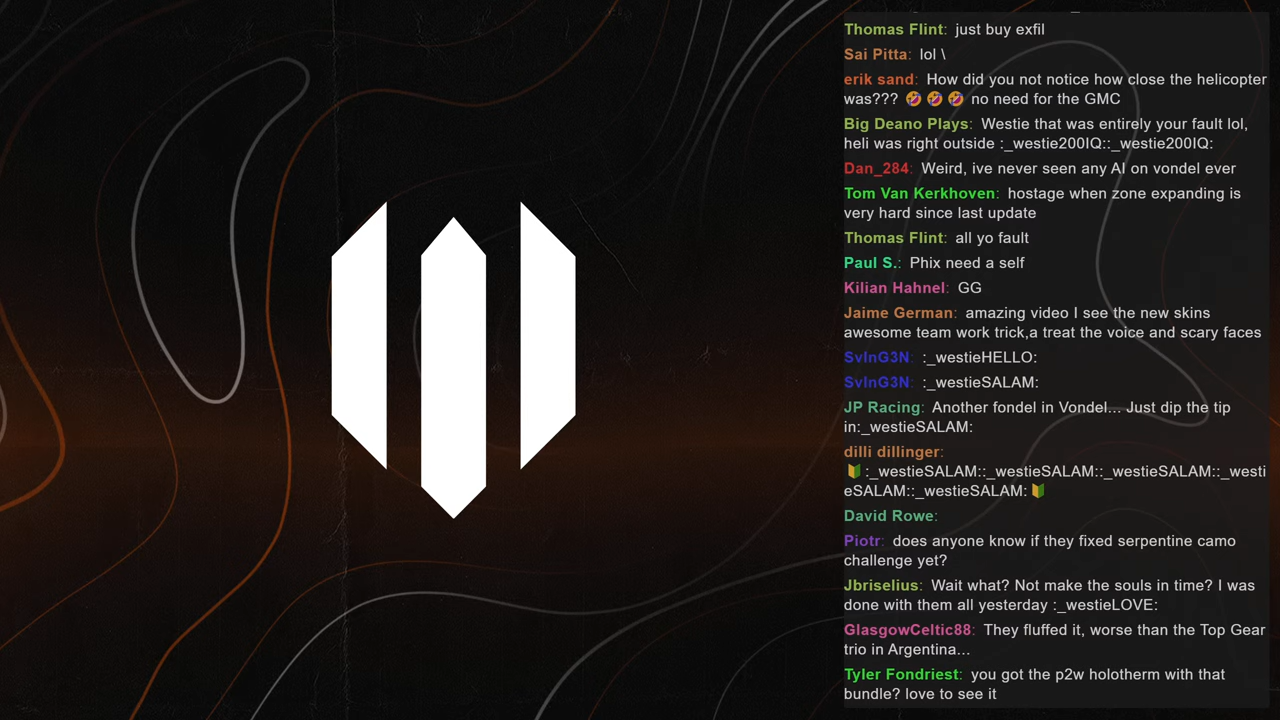 Thomas Flint: just buy exfil
Sai Pitta: lol \
erik sand: How did you not notice how close the helicopter
was??? 🤣 🤣 🤣 no need for the GMC
Big Deano Plays: Westie that was entirely your fault lol,
heli was right outside :_westie200IQ::_westie200IQ:
Dan_284: Weird, ive never seen any AI on vondel ever
Tom Van Kerkhoven: hostage when zone expanding is
very hard since last update
Thomas Flint: all yo fault
Paul S.: Phix need a self
Kilian Hahnel: GG
Jaime German: amazing video I see the new skins
awesome team work trick,a treat the voice and scary faces
SvInG3N: :_westieHELLO:
SvInG3N: :_westieSALAM:
JP Racing: Another fondel in Vondel... Just dip the tip
in:_westieSALAM:
dilli dillinger:
🔰:_westieSALAM::_westieSALAM::_westieSALAM::_westi
eSALAM::_westieSALAM:🔰
David Rowe:
Piotr: does anyone know if they fixed serpentine camo
challenge yet?
Jbriselius: Wait what? Not make the souls in time? I was
done with them all yesterday :_westieLOVE:
GlasgowCeltic88: They fluffed it, worse than the Top Gear
trio in Argentina...
Tyler Fondriest: you got the p2w holotherm with that
bundle? love to see it